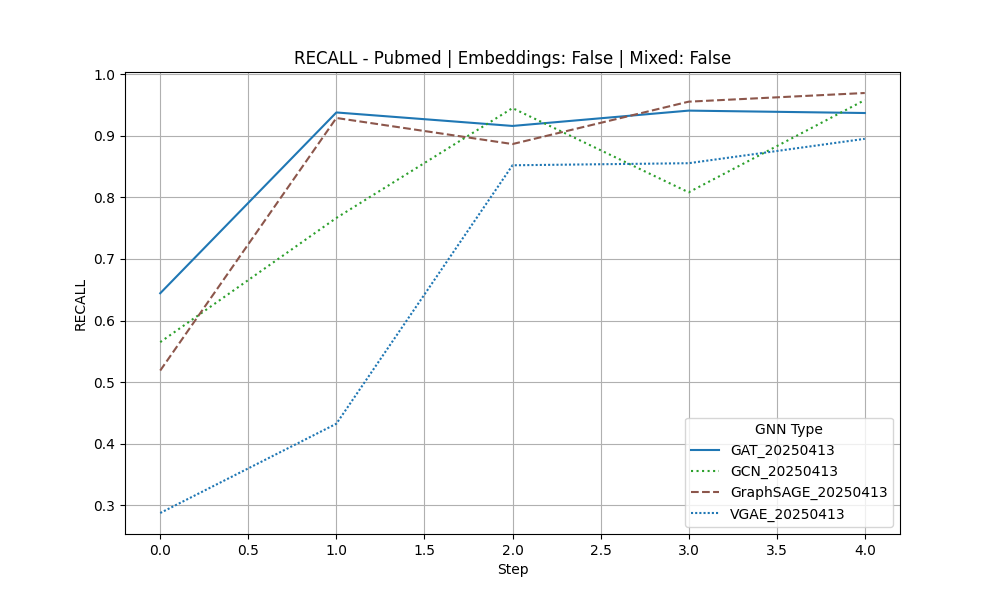 RECALL - Pubmed | Embeddings: False | Mixed: False
1.0
0.9
0.8
0.7
0.6
0.5
0.4
0.3
RECALL
GNN Type
GAT_20250413
GCN_20250413
GraphSAGE_20250413
VGAE_20250413
0.0 0.5 1.0 1.5 2.0 2.5 3.0 3.5 4.0
Step